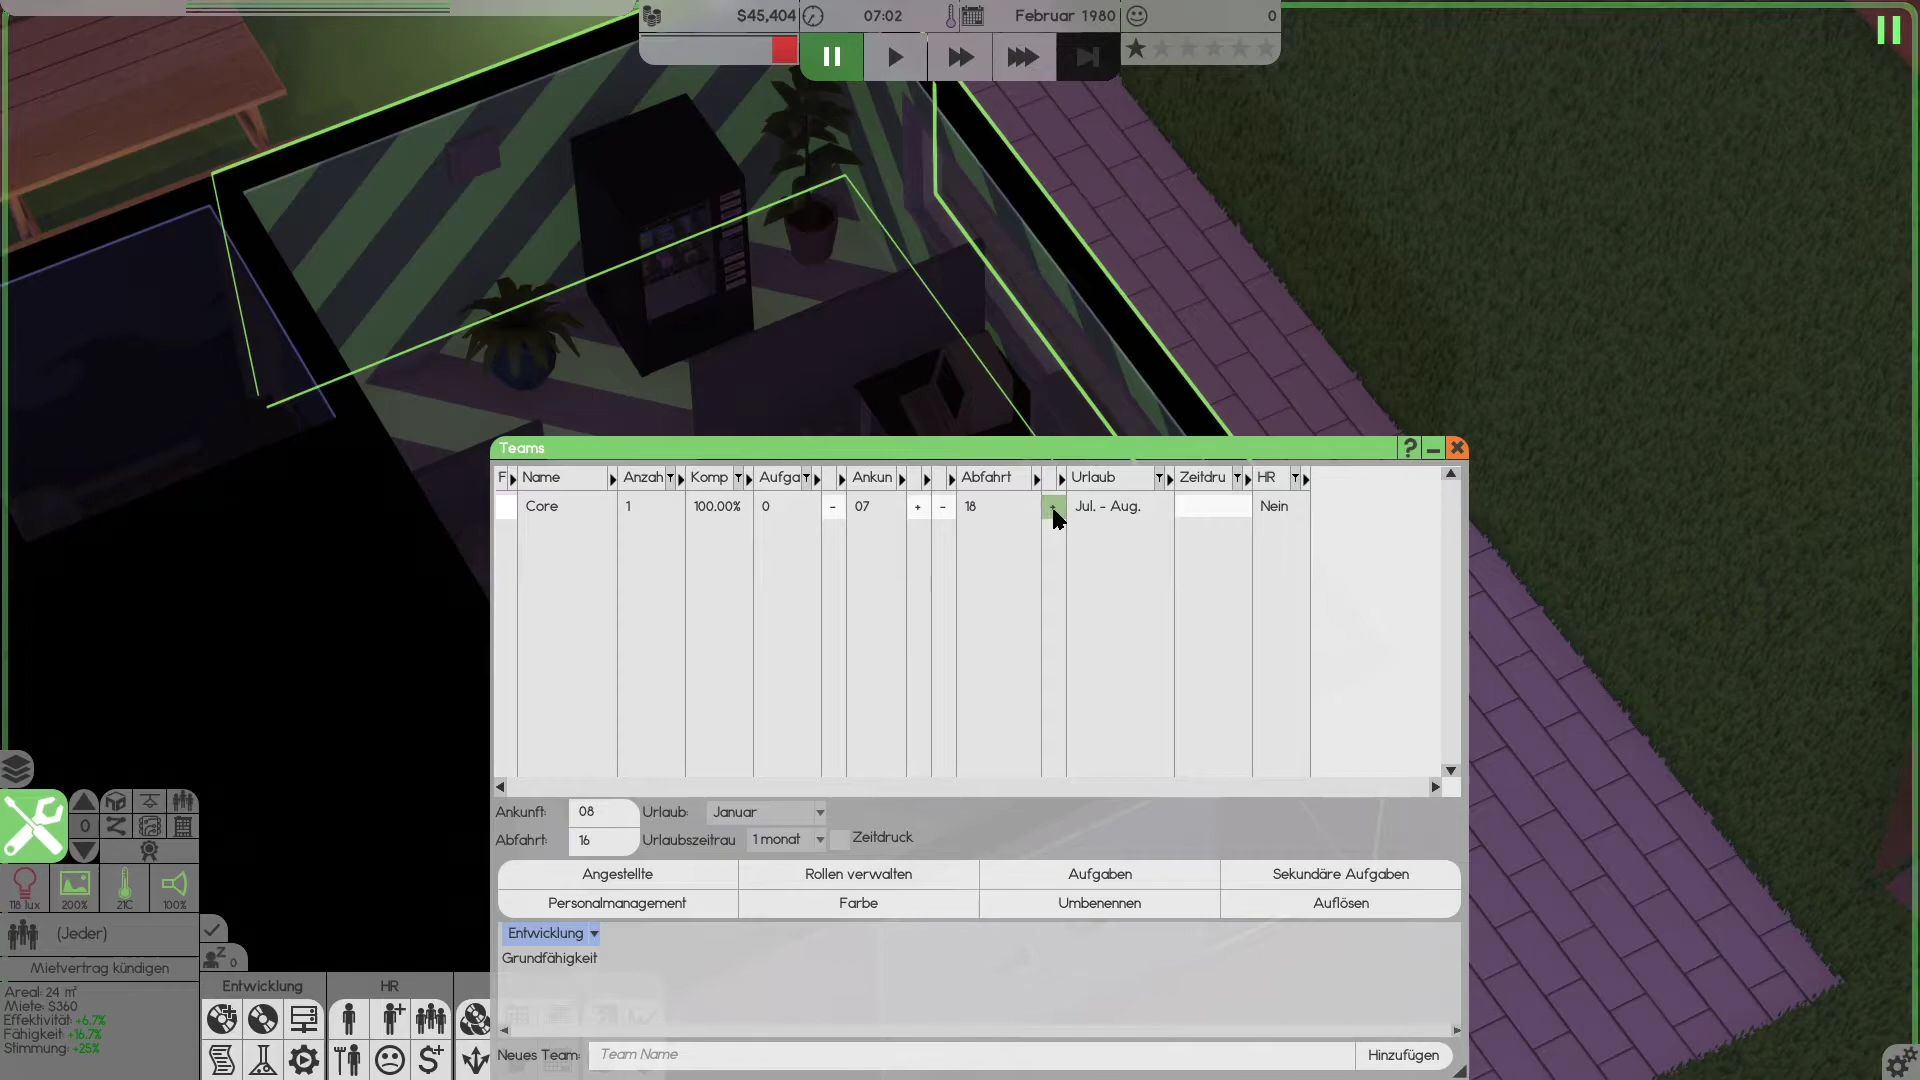 $45,404
07:02
Februar 1980
0
Teams
?
F
Name
Anzah
Komp
Aufga
Ankun
Abfahrt
Urlaub
Zeitdru
HR
Core
1
100.00%
0
-
07
+
-
18
+
Jul. - Aug.
Nein
Ankunft:
08
Urlaub:
Januar
Abfahrt:
16
Urlaubszeitrau
1 monat
Zeitdruck
Angestellte
Rollen verwalten
Aufgaben
Sekundäre Aufgaben
Personalmanagement
Farbe
Umbenennen
Auflösen
Entwicklung
Grundfähigkeit
Neues Team:
Team Name
Hinzufügen
0
118 lux
200%
21C
100%
(Jeder)
Z
0
Mietvertrag kündigen
Areal: 24 m²
Miete: $360
Effektivität: +6.7%
Fähigkeit: +16.7%
Stimmung: +25%
Entwicklung
HR